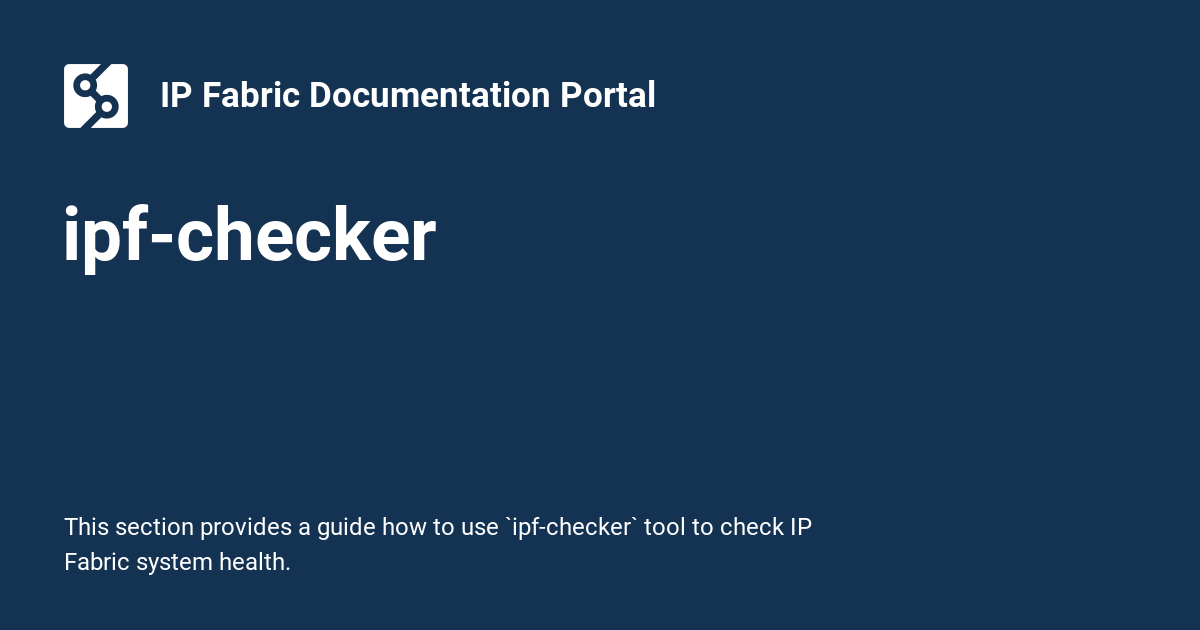 IP Fabric Documentation Portal
ipf-checker
This section provides a guide how to use `ipf-checker` tool to check IP
Fabric system health.